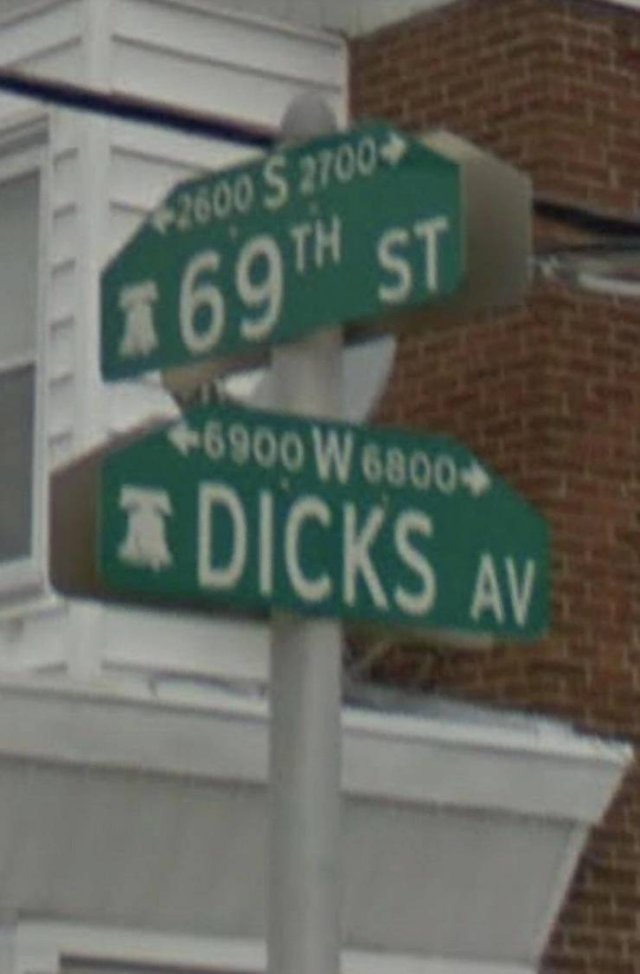 ←2600 S 2700→
69TH ST
←6900 W 6800→
DICKS AV